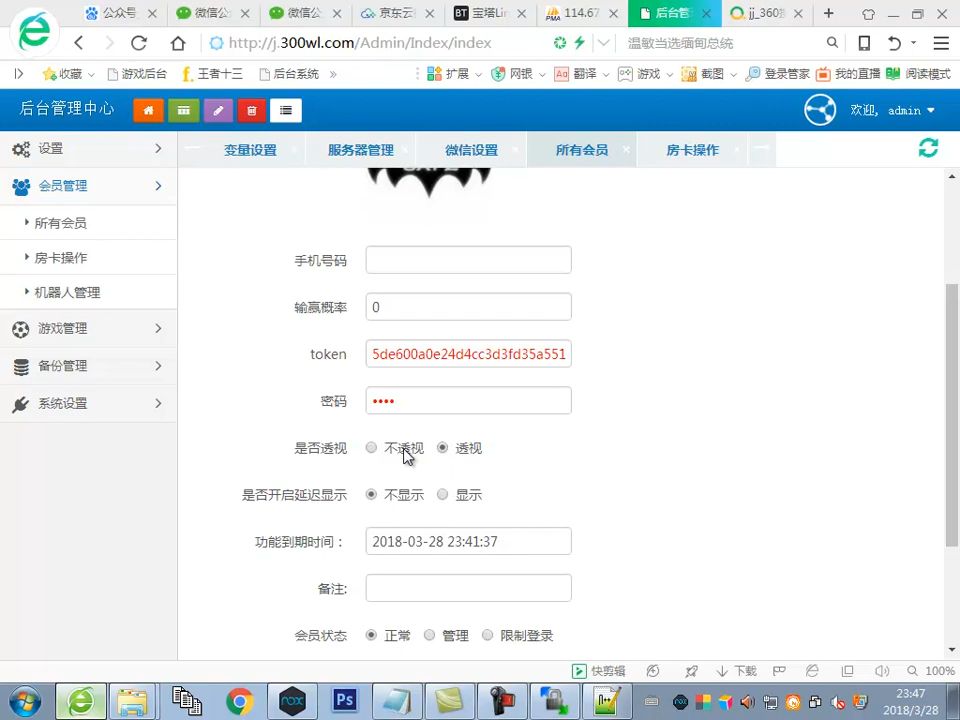 公众号
微信公
微信公
京东云
宝塔Lin
114.67
后台管
jj_360搜
http://j.300wl.com/Admin/Index/index
温敏当选缅甸总统
收藏
游戏后台
王者十三
后台系统
扩展
网银
翻译
游戏
截图
登录管家
我的直播
阅读模式
后台管理中心
欢迎, admin
设置
变量设置
服务器管理
微信设置
所有会员
房卡操作
会员管理
所有会员
房卡操作
机器人管理
游戏管理
备份管理
系统设置
手机号码
输赢概率
0
token
5de600a0e24d4cc3d3fd35a551
密码
••••
是否透视
不透视
透视
是否开启延迟显示
不显示
显示
功能到期时间：
2018-03-28 23:41:37
备注:
会员状态
正常
管理
限制登录
快剪辑
下载
100%
23:47
2018/3/28